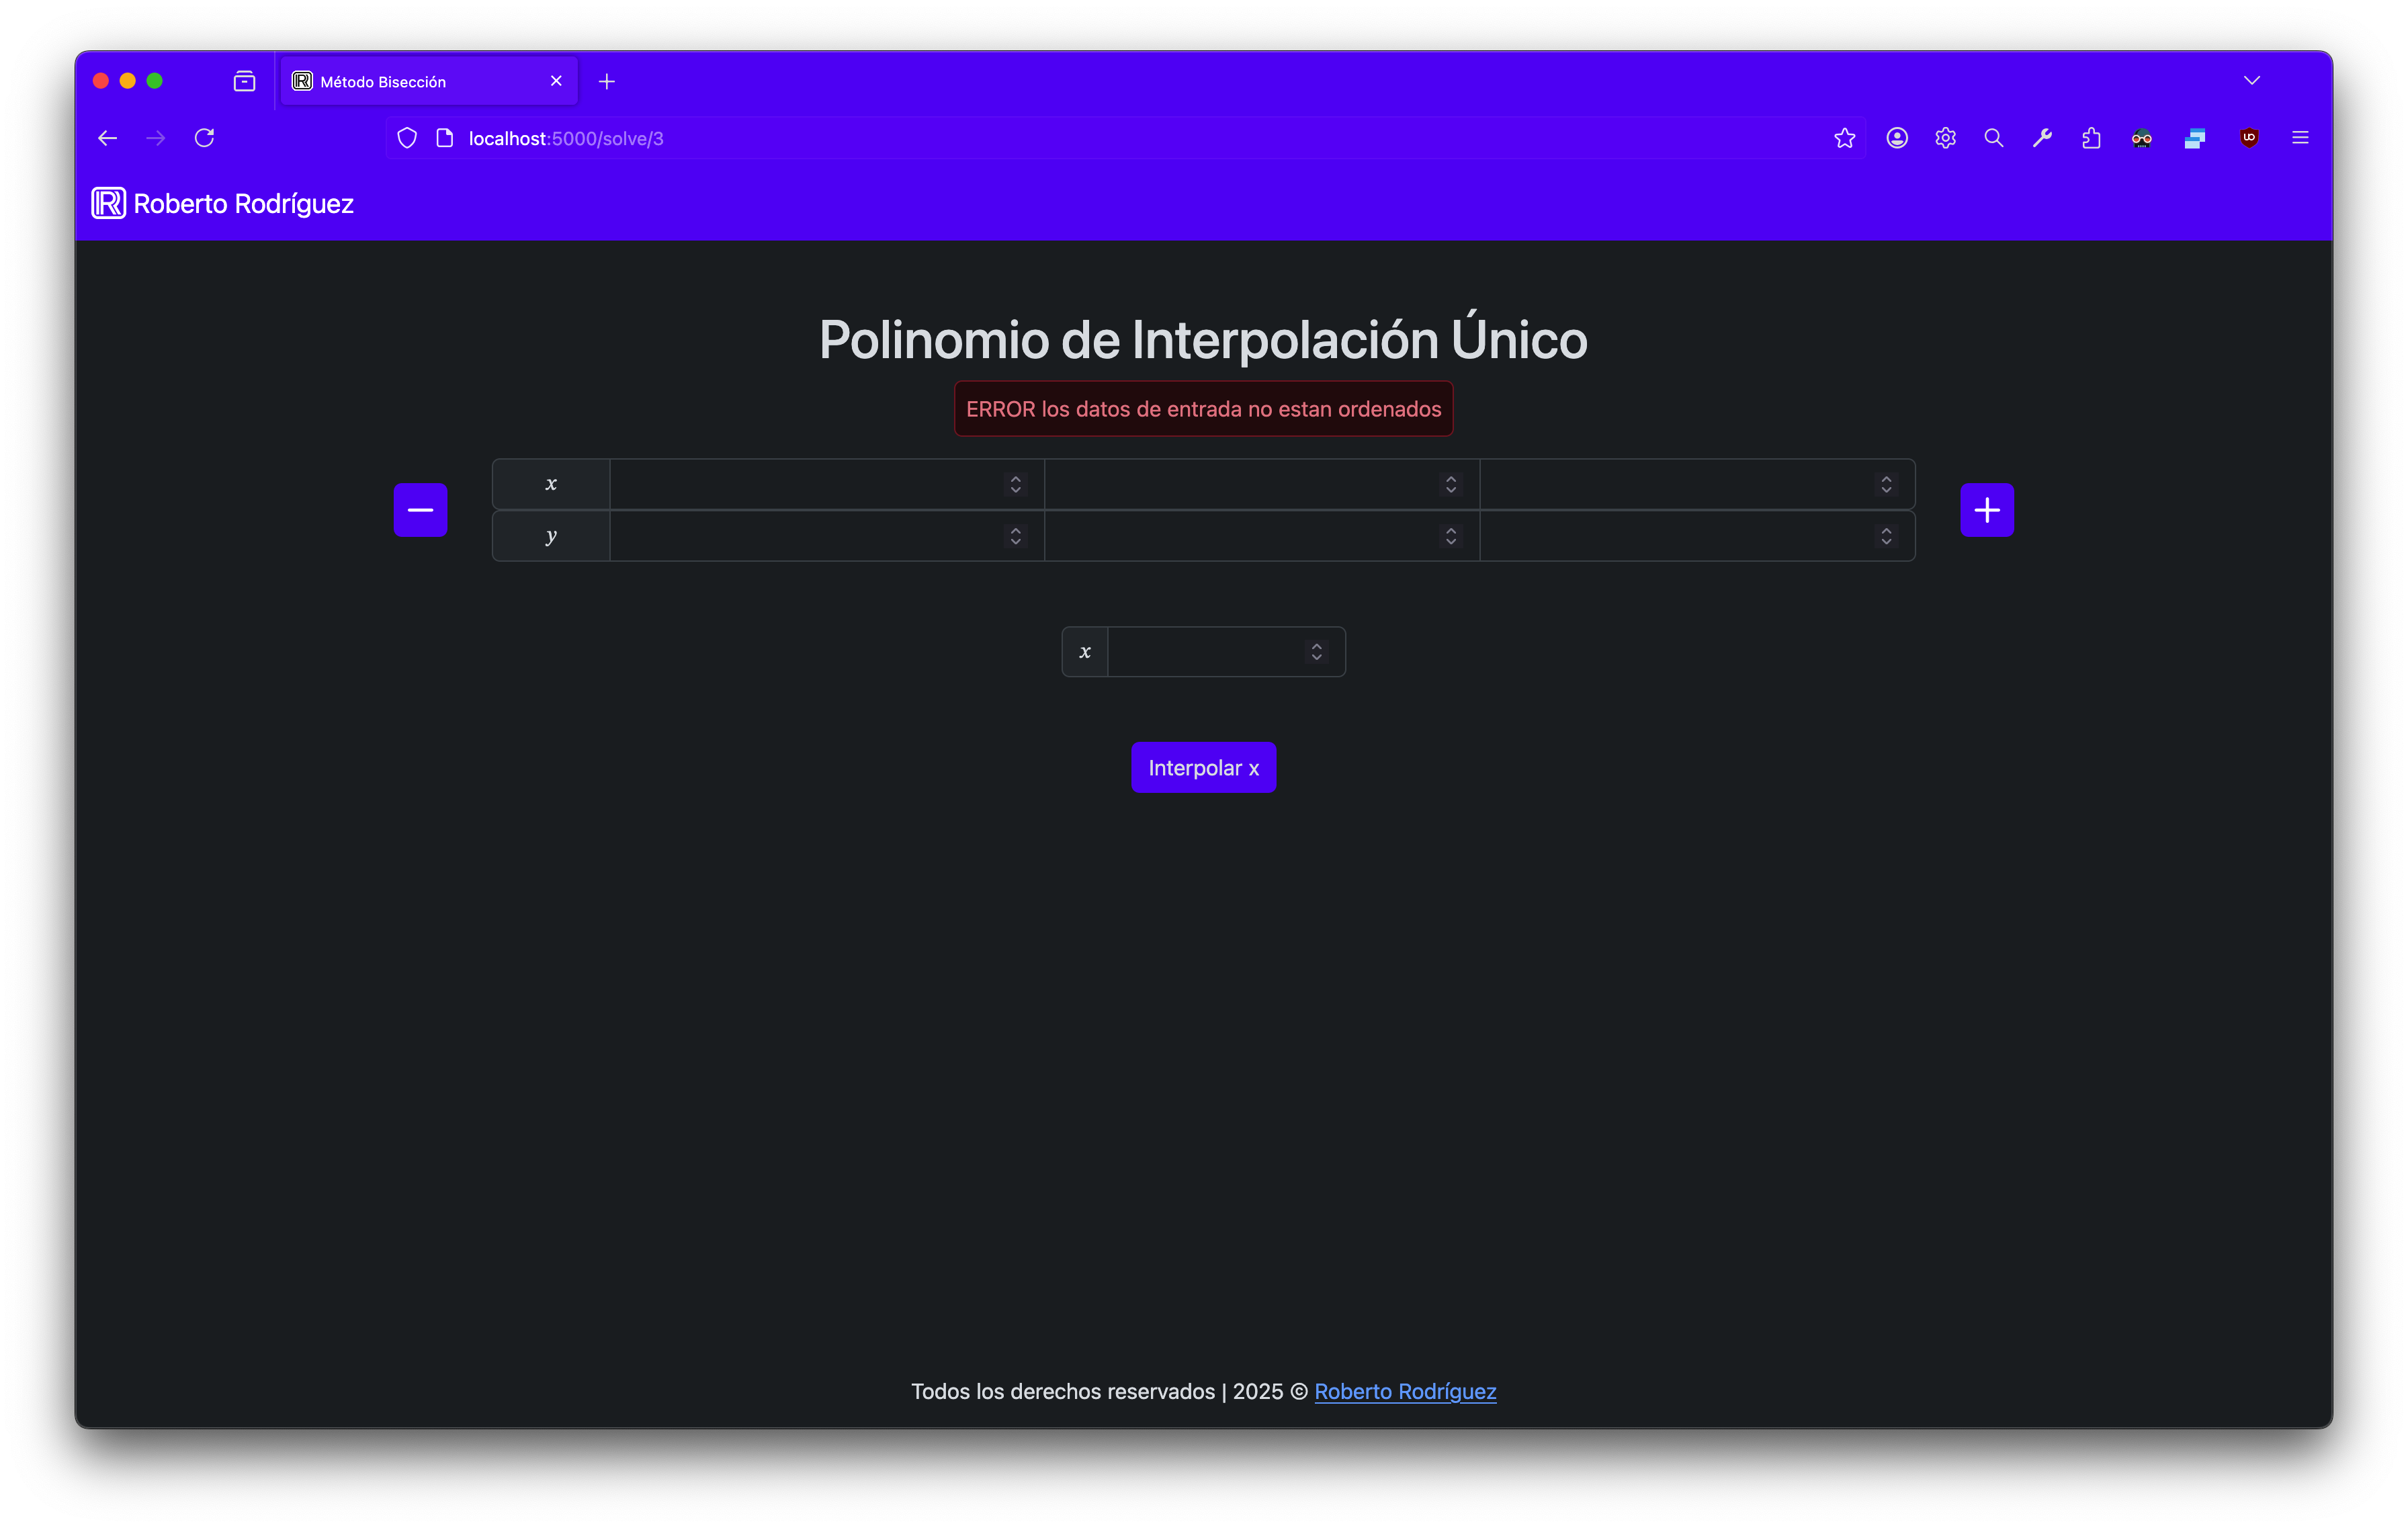 Método Bisección
localhost:5000/solve/3
Roberto Rodríguez
Polinomio de Interpolación Único
ERROR los datos de entrada no estan ordenados
x
y
x
Interpolar x
Todos los derechos reservados | 2025 © Roberto Rodríguez